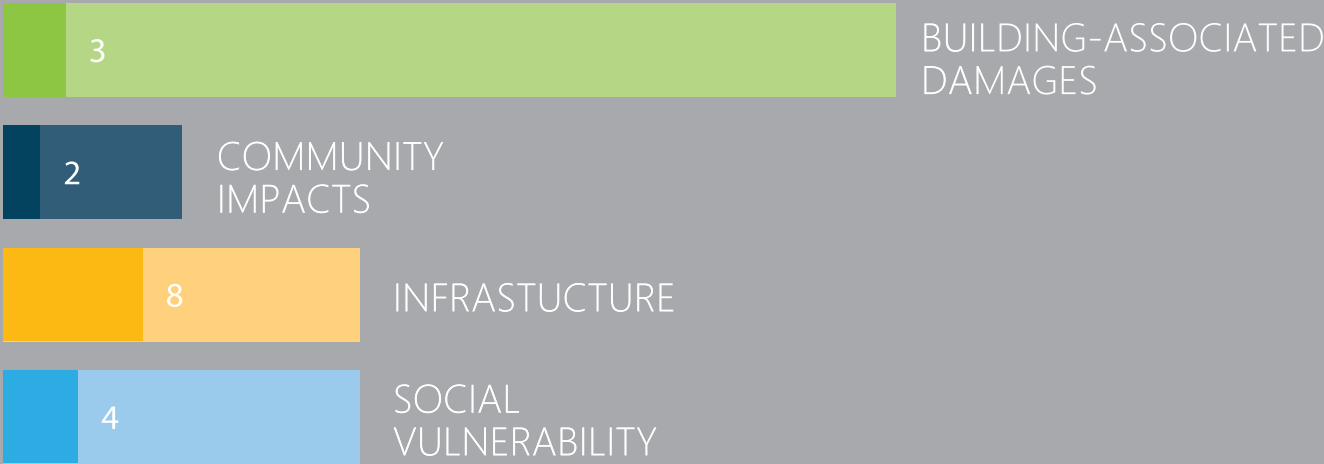 3
BUILDING-ASSOCIATED
DAMAGES
2
COMMUNITY
IMPACTS
8
INFRASTUCTURE
4
SOCIAL
VULNERABILITY